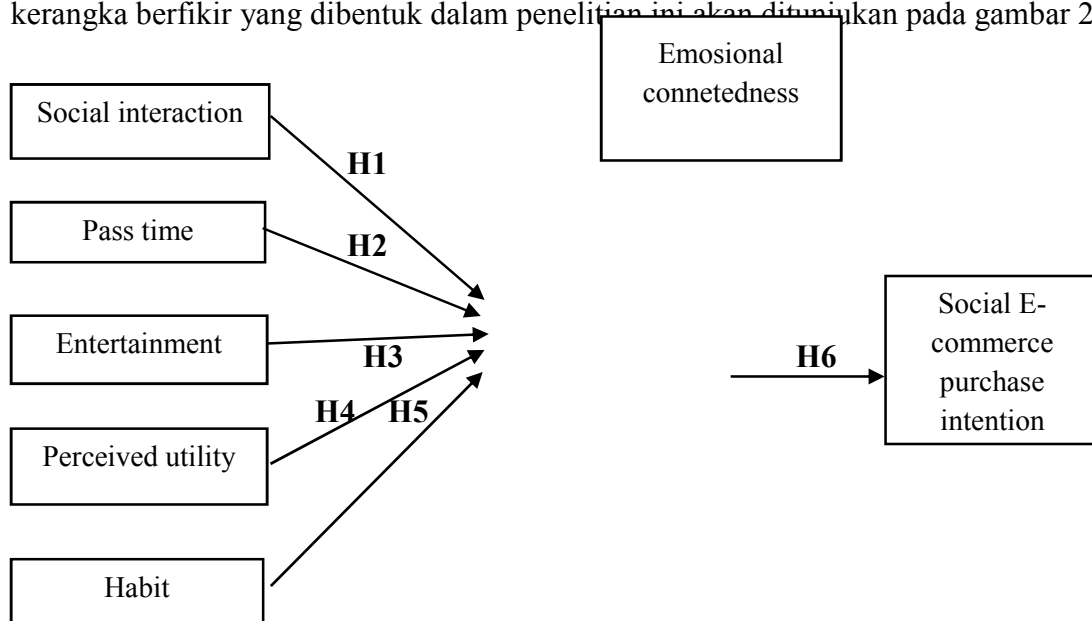 kerangka berfikir yang dibentuk dalam penelitian ini akan ditunjukan pada gambar 2
Emosional
connetedness
Social interaction
H1
Pass time
H2
Entertainment
H3
Social E-
commerce
purchase
intention
H6
H4
H5
Perceived utility
Habit